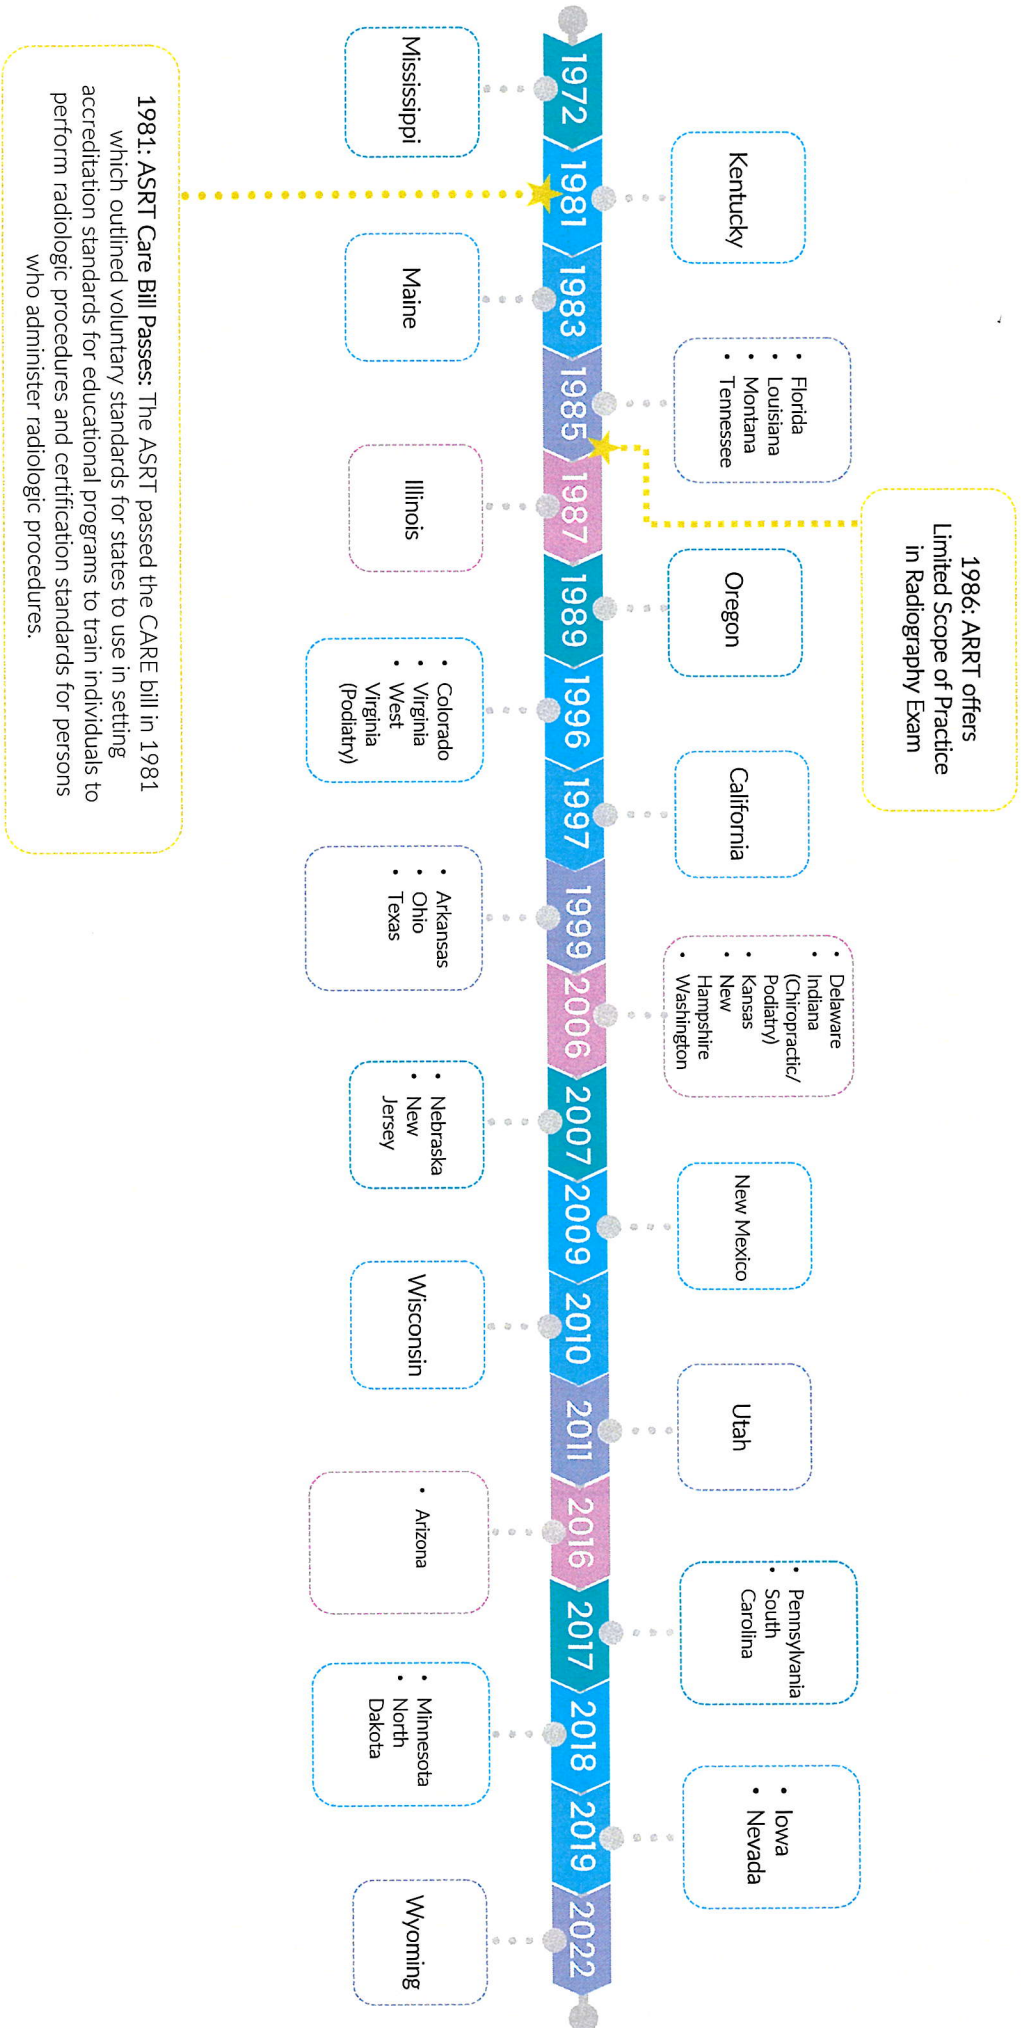 1986: ARRT offers
Limited Scope of Practice
in Radiography Exam
Kentucky
• Florida
• Louisiana
• Montana
• Tennessee
Oregon
California
• Delaware
• Indiana
(Chiropractic/
Podiatry)
• Kansas
• New
Hampshire
• Washington
New Mexico
Utah
• Pennsylvania
• South
Carolina
• Iowa
• Nevada
1972
1981
1983
1985
1987
1989
1996
1997
1999
2006
2007
2009
2010
2011
2016
2017
2018
2019
2022
Mississippi
Maine
Illinois
• Colorado
• Virginia
• West
Virginia
(Podiatry)
• Arkansas
• Ohio
• Texas
• Nebraska
• New
Jersey
Wisconsin
• Arizona
• Minnesota
• North
Dakota
Wyoming
1981: ASRT Care Bill Passes: The ASRT passed the CARE bill in 1981
which outlined voluntary standards for states to use in setting
accreditation standards for educational programs to train individuals to
perform radiologic procedures and certification standards for persons
who administer radiologic procedures.